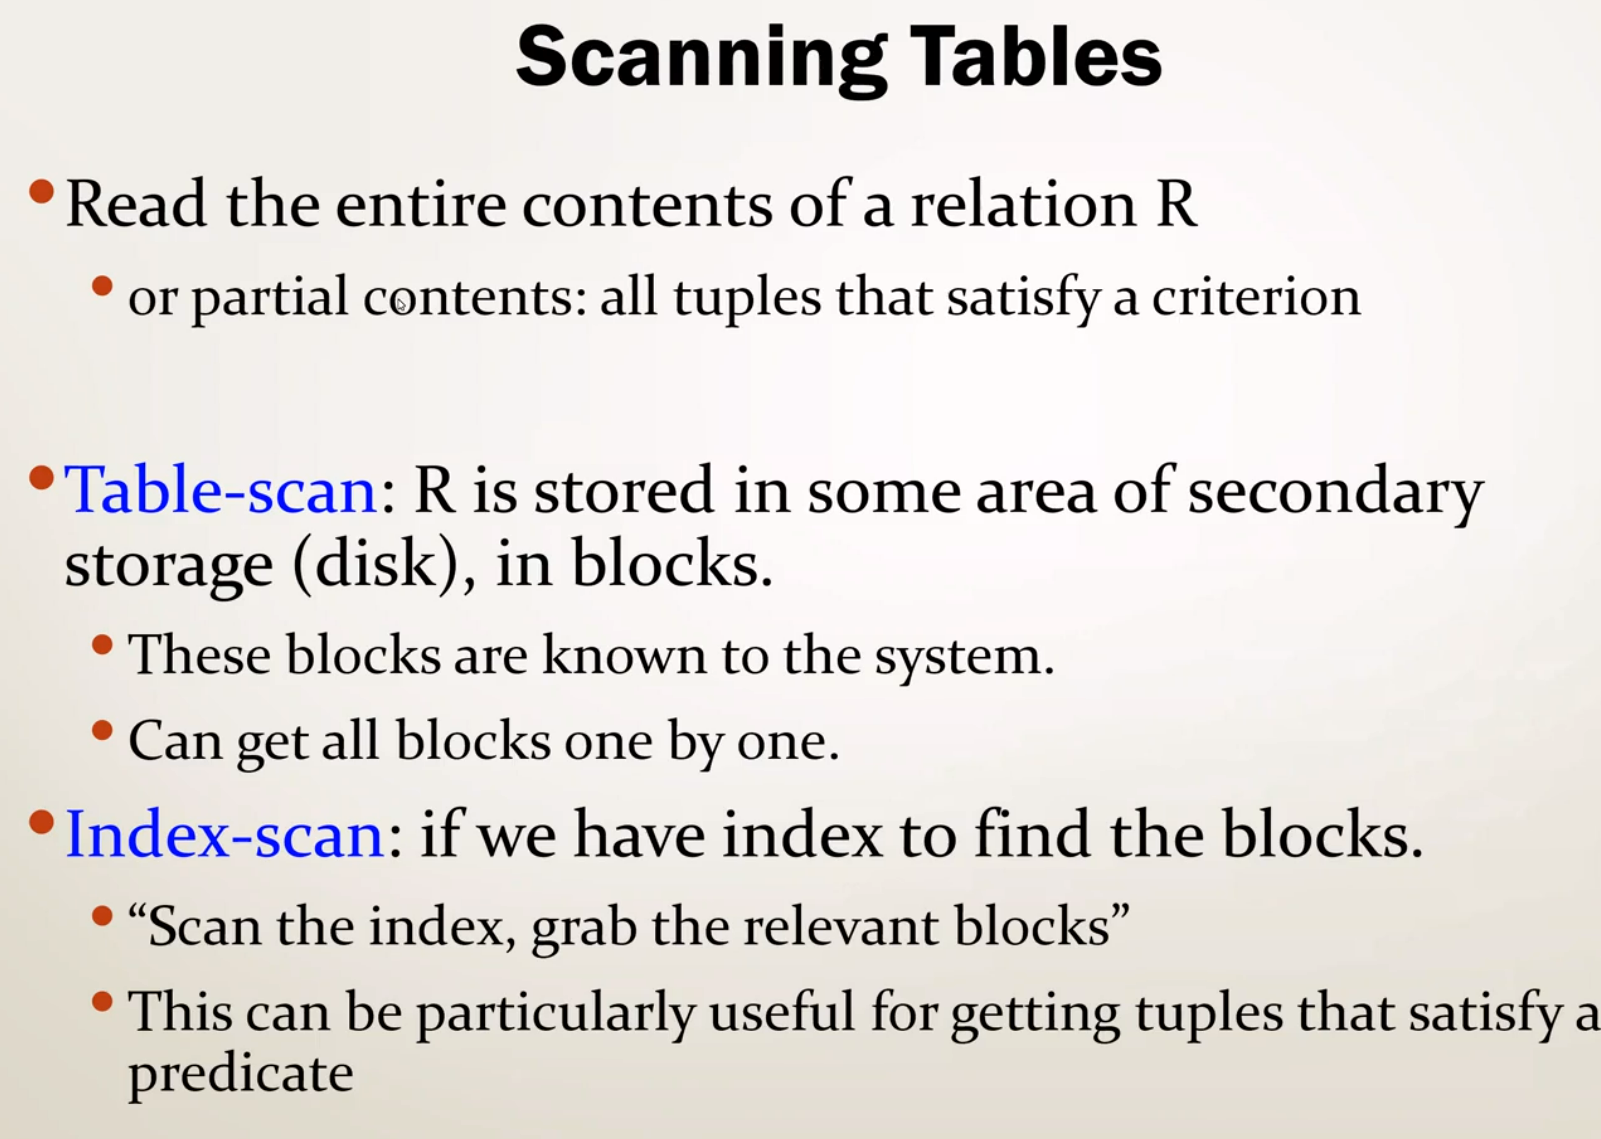 Scanning Tables
Read the entire contents of a relation R
or partial contents: all tuples that satisfy a criterion
Table-scan: R is stored in some area of secondary
storage (disk), in blocks.
These blocks are known to the system.
Can get all blocks one by one.
Index-scan: if we have index to find the blocks.
“Scan the index, grab the relevant blocks”
This can be particularly useful for getting tuples that satisfy a
predicate